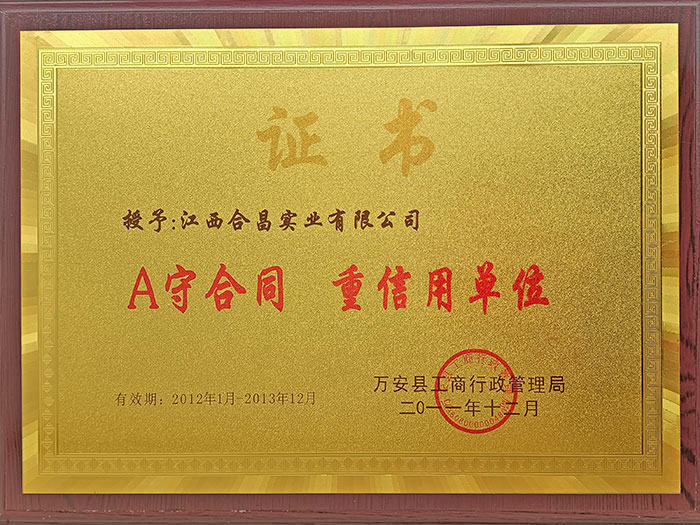 证书
授予:江西合昌实业有限公司
A守合同 重信用单位
有效期：2012年1月-2013年12月
万安县工商行政管理局
二0一一年十二月